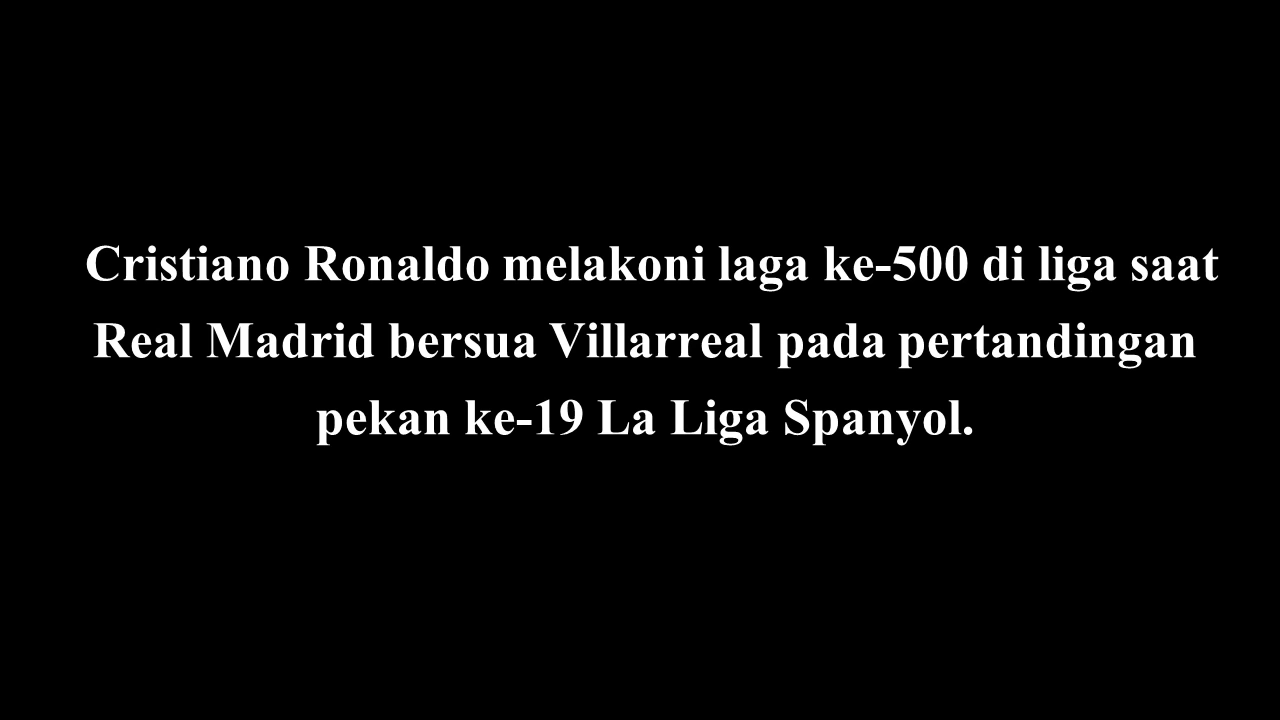 Cristiano Ronaldo melakoni laga ke-500 di liga saat
Real Madrid bersua Villarreal pada pertandingan
pekan ke-19 La Liga Spanyol.